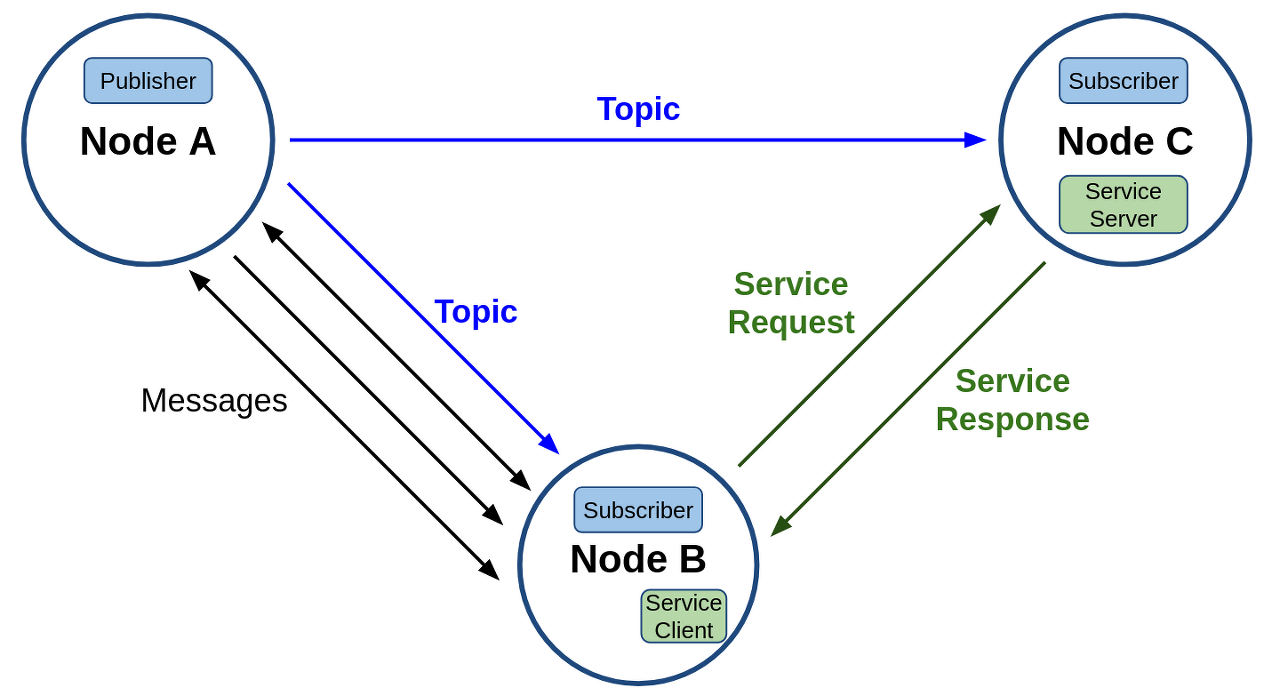 Publisher
Node A
Topic
Subscriber
Node C
Service
Server
Topic
Messages
Service
Request
Service
Response
Subscriber
Node B
Service
Client